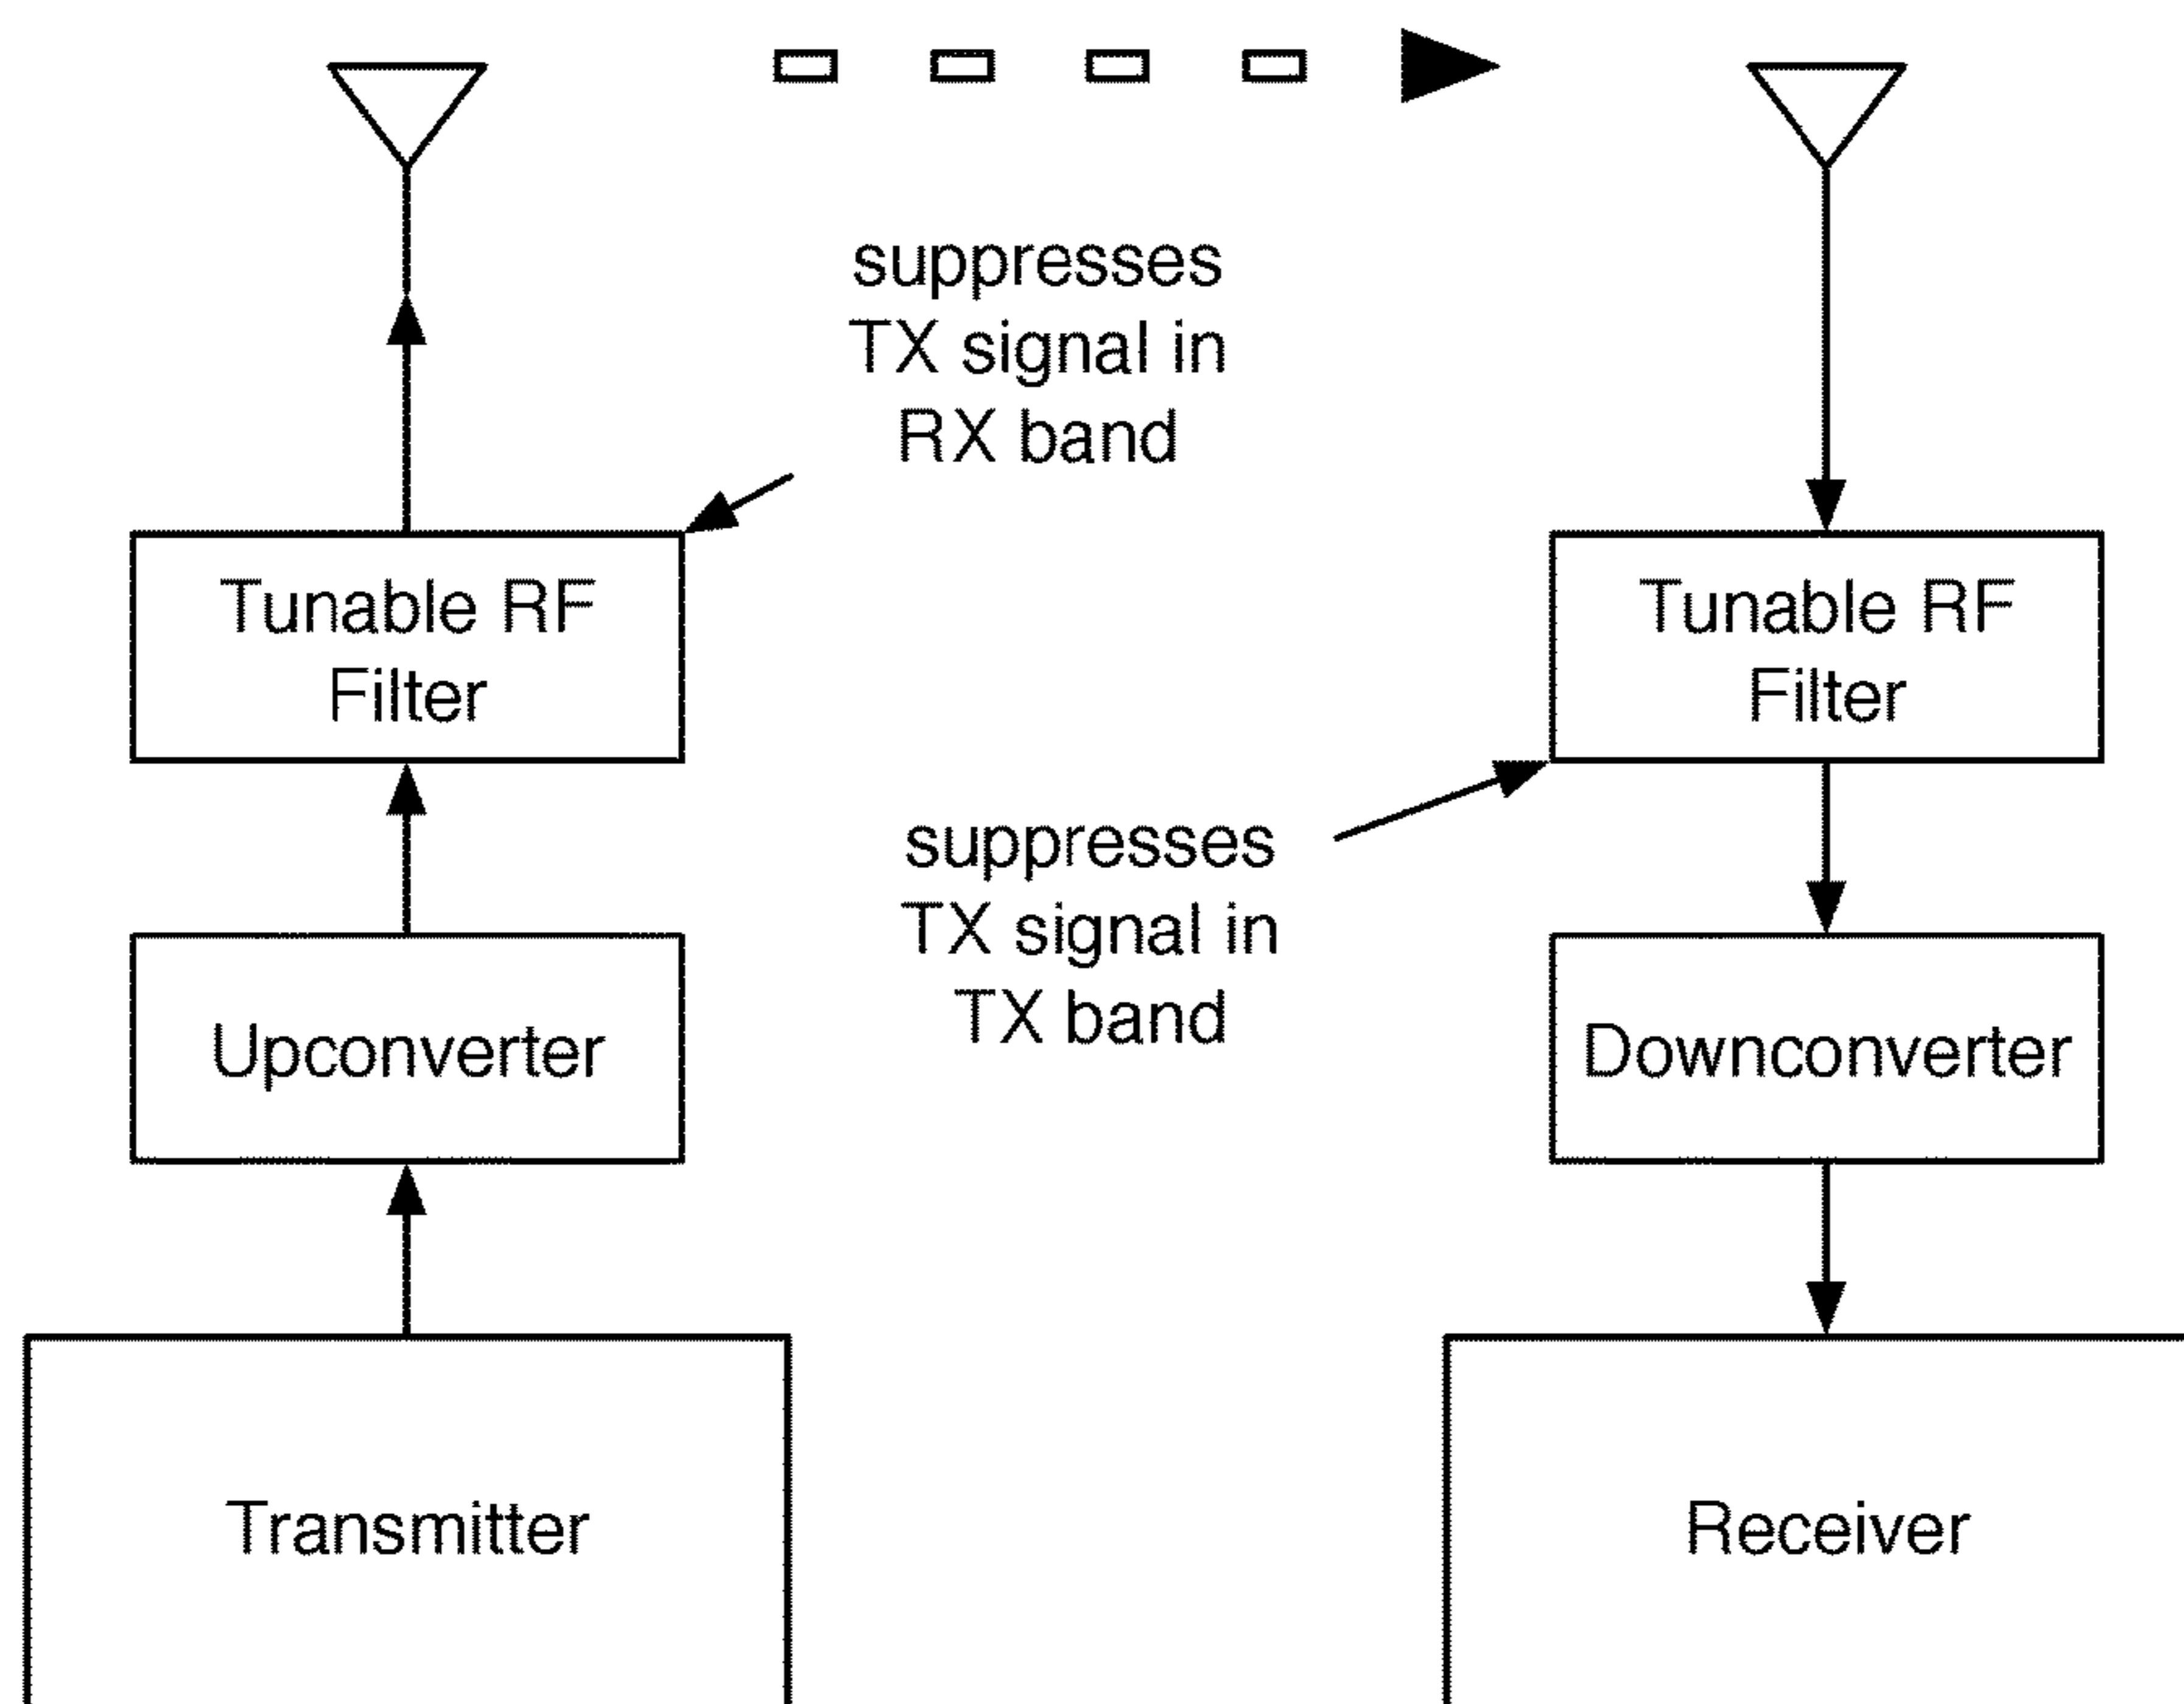 suppresses
TX signal in
RX band
Tunable RF
Filter
Tunable RF
Filter
suppresses
TX signal in
TX band
Upconverter
Downconverter
Transmitter
Receiver